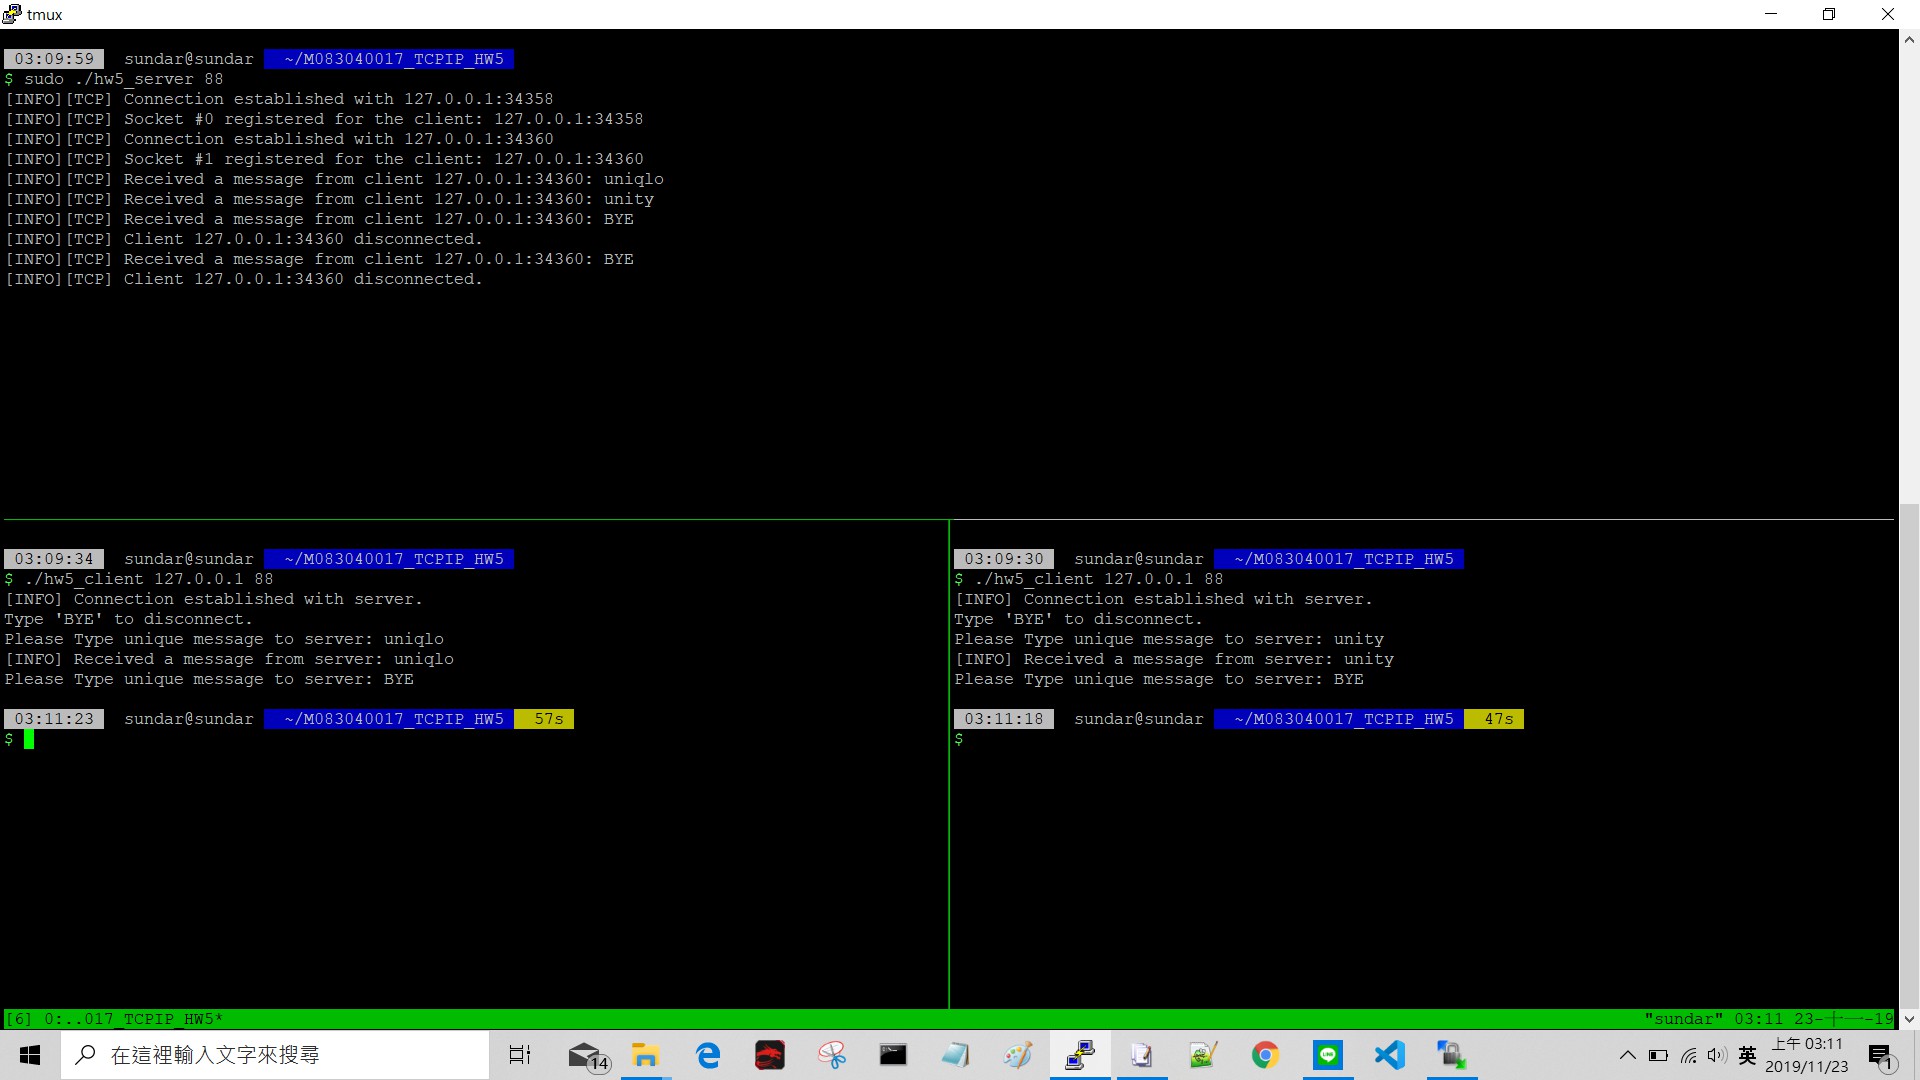 tmux
03:09:59 sundar@sundar ~/M083040017_TCPIP_HW5
$ sudo ./hw5_server 88
[INFO][TCP] Connection established with 127.0.0.1:34358
[INFO][TCP] Socket #0 registered for the client: 127.0.0.1:34358
[INFO][TCP] Connection established with 127.0.0.1:34360
[INFO][TCP] Socket #1 registered for the client: 127.0.0.1:34360
[INFO][TCP] Received a message from client 127.0.0.1:34360: uniqlo
[INFO][TCP] Received a message from client 127.0.0.1:34360: unity
[INFO][TCP] Received a message from client 127.0.0.1:34360: BYE
[INFO][TCP] Client 127.0.0.1:34360 disconnected.
[INFO][TCP] Received a message from client 127.0.0.1:34360: BYE
[INFO][TCP] Client 127.0.0.1:34360 disconnected.
03:09:34 sundar@sundar ~/M083040017_TCPIP_HW5
$ ./hw5_client 127.0.0.1 88
[INFO] Connection established with server.
Type 'BYE' to disconnect.
Please Type unique message to server: uniqlo
[INFO] Received a message from server: uniqlo
Please Type unique message to server: BYE
03:11:23 sundar@sundar ~/M083040017_TCPIP_HW5 57s
$
03:09:30 sundar@sundar ~/M083040017_TCPIP_HW5
$ ./hw5_client 127.0.0.1 88
[INFO] Connection established with server.
Type 'BYE' to disconnect.
Please Type unique message to server: unity
[INFO] Received a message from server: unity
Please Type unique message to server: BYE
03:11:18 sundar@sundar ~/M083040017_TCPIP_HW5 47s
$
[6] 0:..017_TCPIP_HW5* "sundar" 03:11 23-十一-19
在這裡輸入文字來搜尋
14
LINE
英
上午 03:11
2019/11/23
1